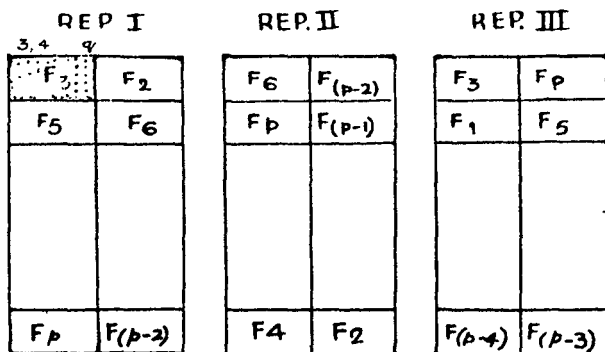 REP I REP. II REP. III
3,4 q
F₃ F₂ F₆ F(p-2) F₃ Fp
F₅ F₆ Fp F(p-1) F₁ F₅
Fp F(p-2) F₄ F₂ F(p-4) F(p-3)